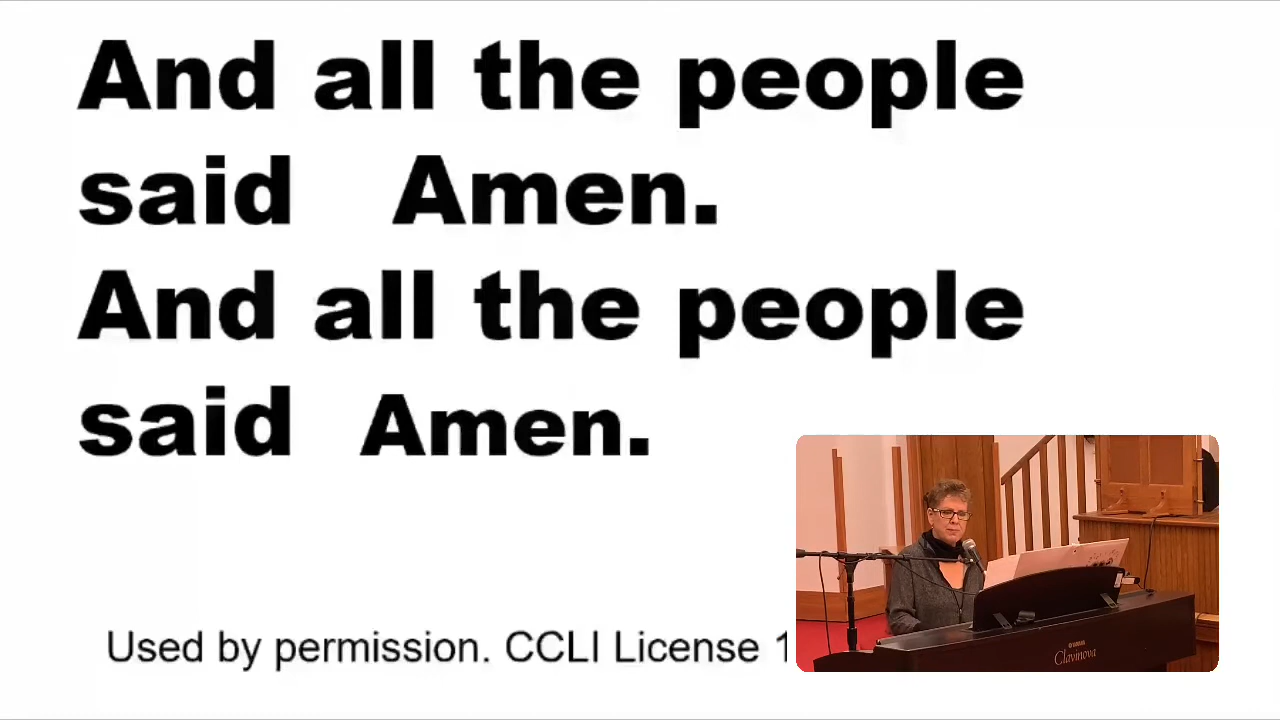 And all the people
said Amen.
And all the people
said Amen.
Used by permission. CCLI License 1
YAMAHA
Clavinova